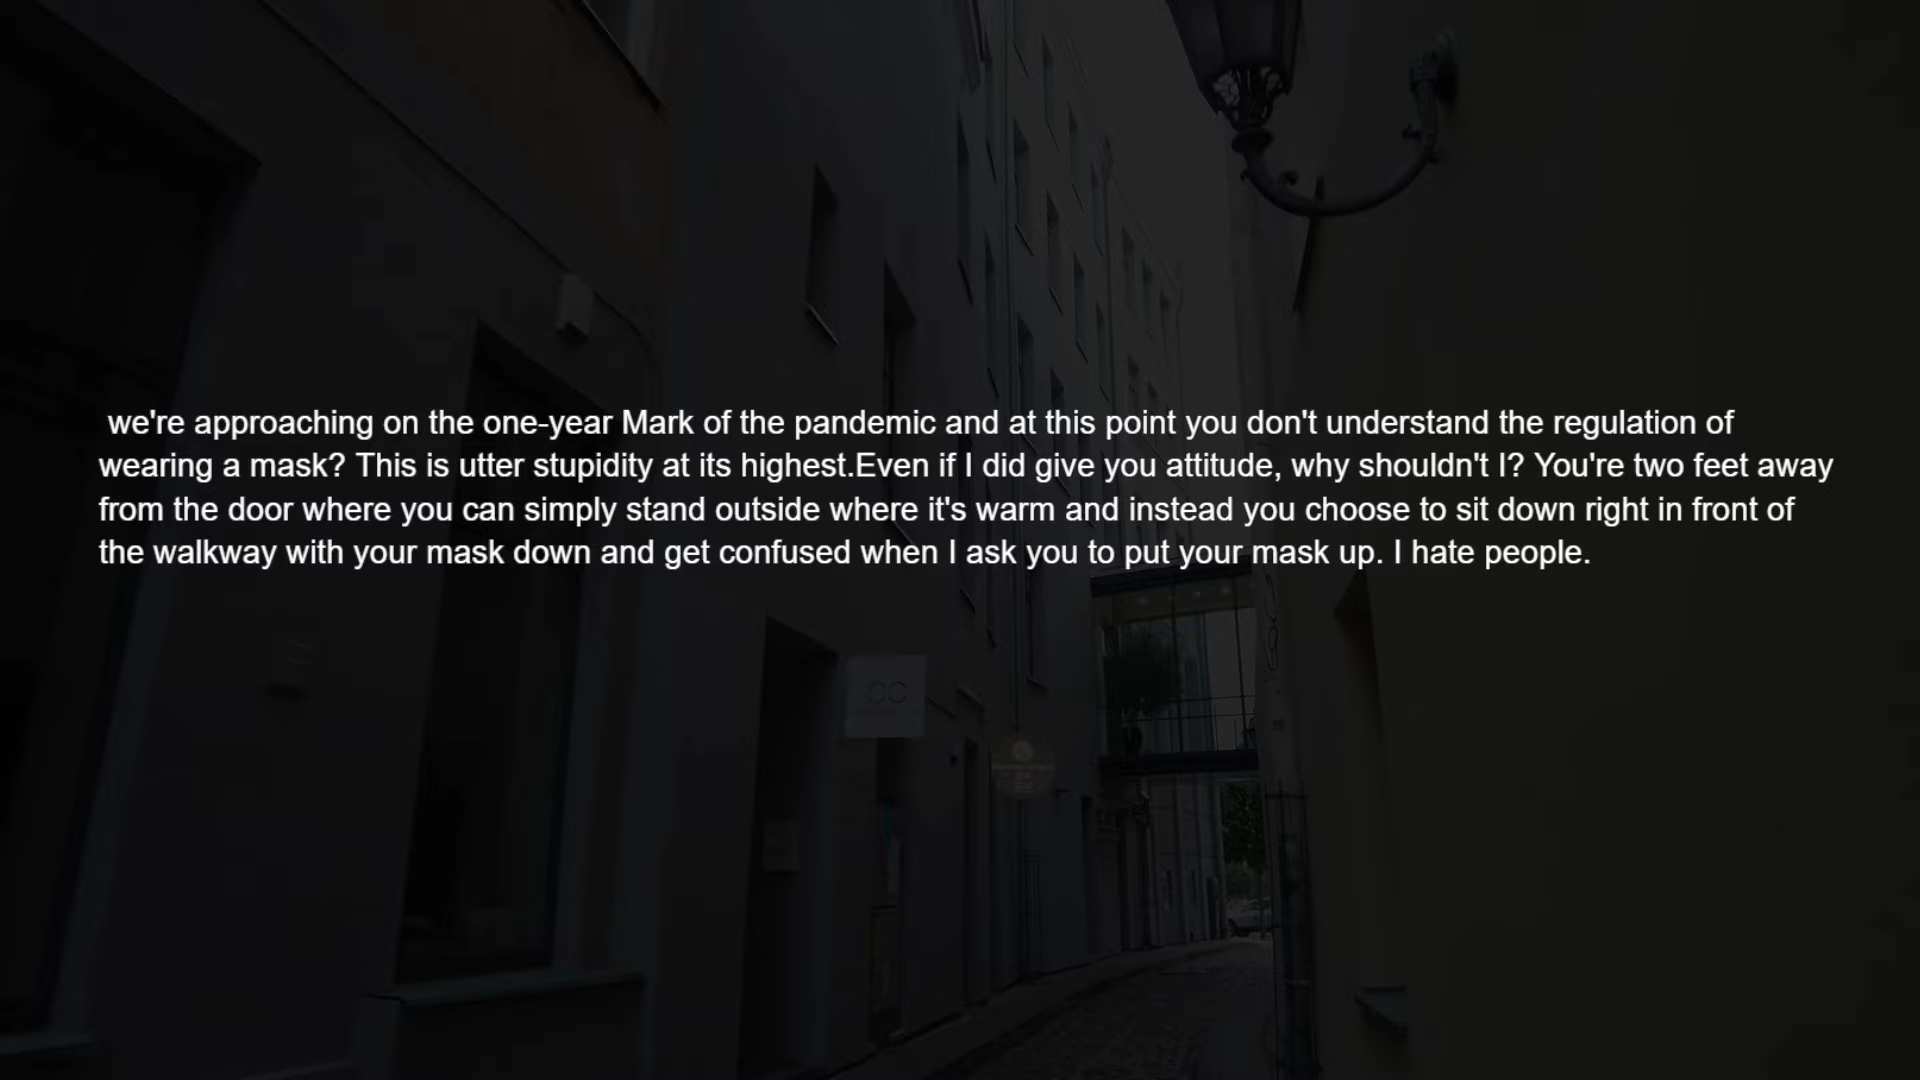 we're approaching on the one-year Mark of the pandemic and at this point you don't understand the regulation of
wearing a mask? This is utter stupidity at its highest.Even if I did give you attitude, why shouldn't I? You're two feet away
from the door where you can simply stand outside where it's warm and instead you choose to sit down right in front of
the walkway with your mask down and get confused when I ask you to put your mask up. I hate people.